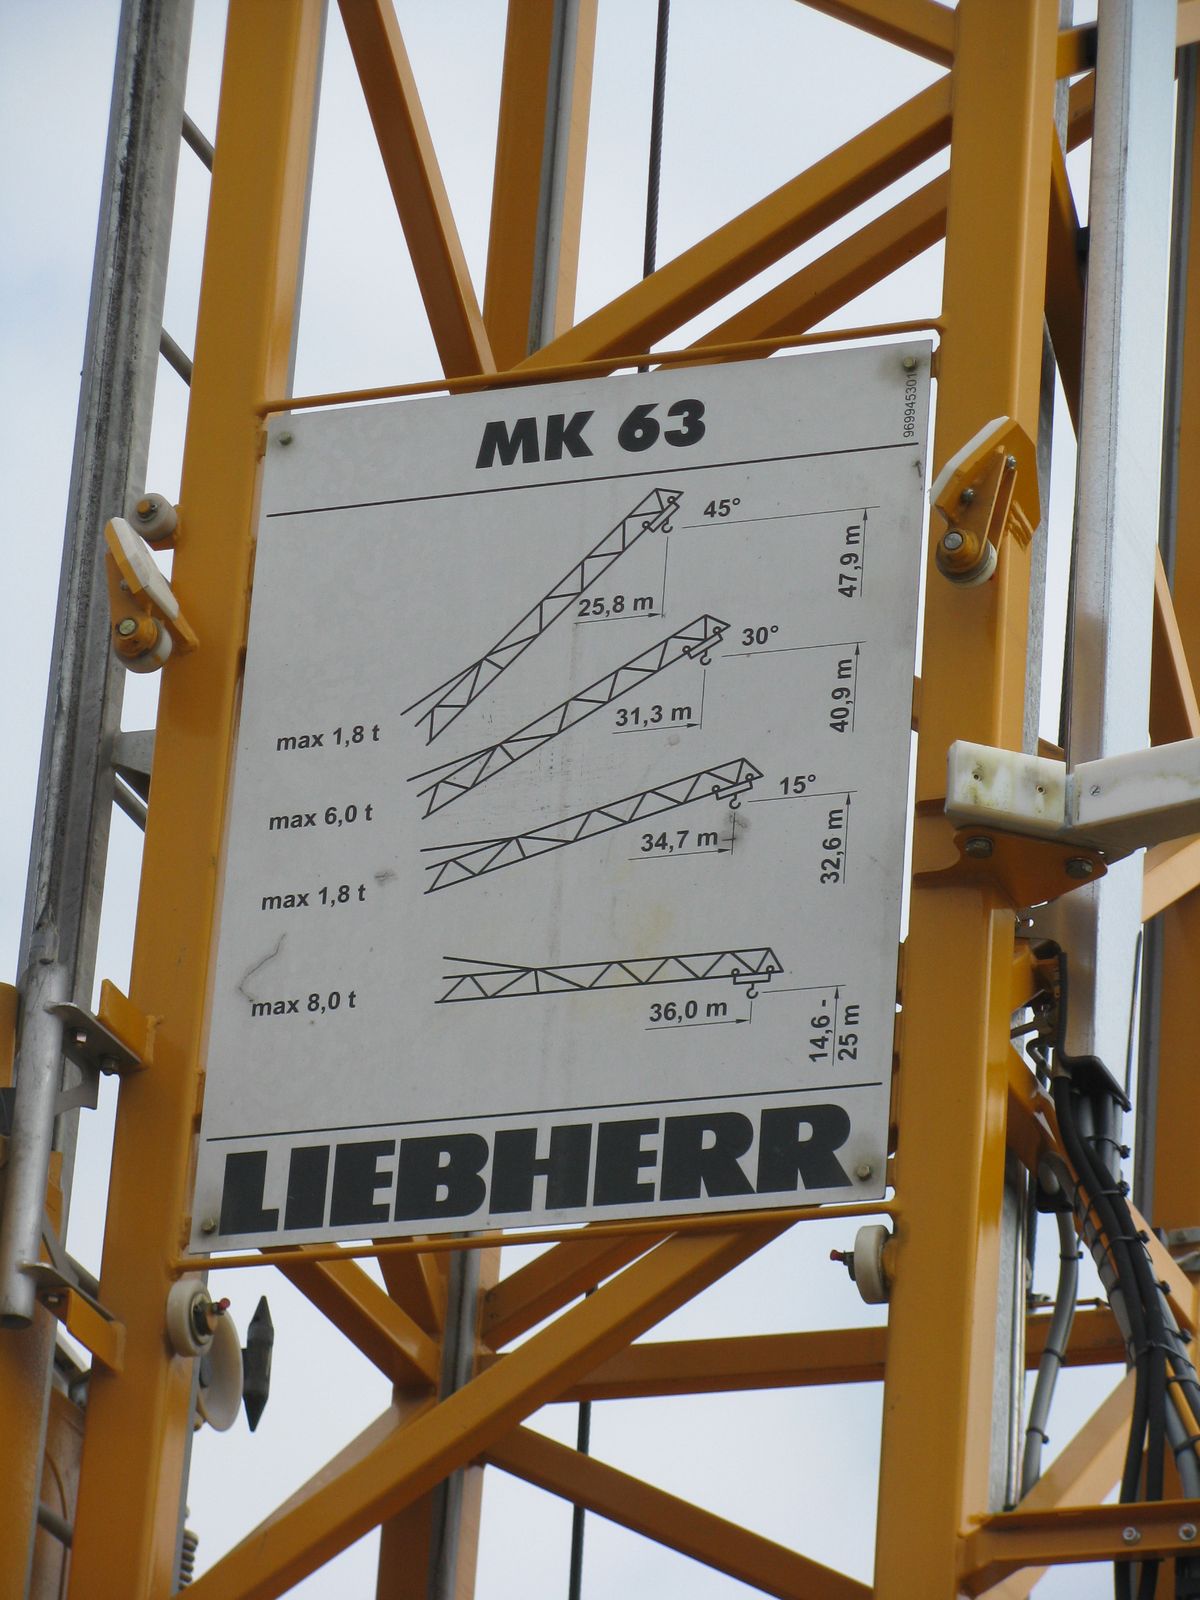 MK 63
969945301
45°
47,9 m
25,8 m
max 1,8 t
30°
40,9 m
31,3 m
max 6,0 t
15°
32,6 m
34,7 m
max 1,8 t
max 8,0 t
36,0 m
14,6 -
25 m
LIEBHERR